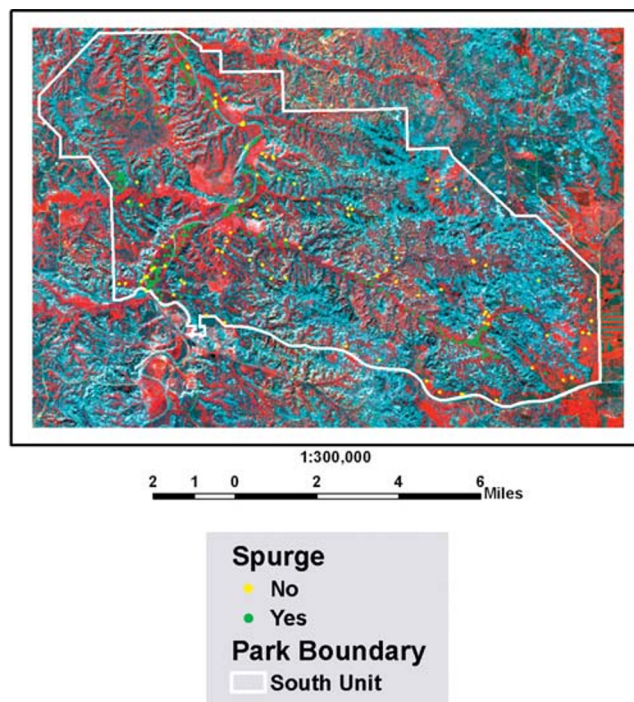 1:300,000
2 1 0 2 4 6 Miles
Spurge
No
Yes
Park Boundary
South Unit